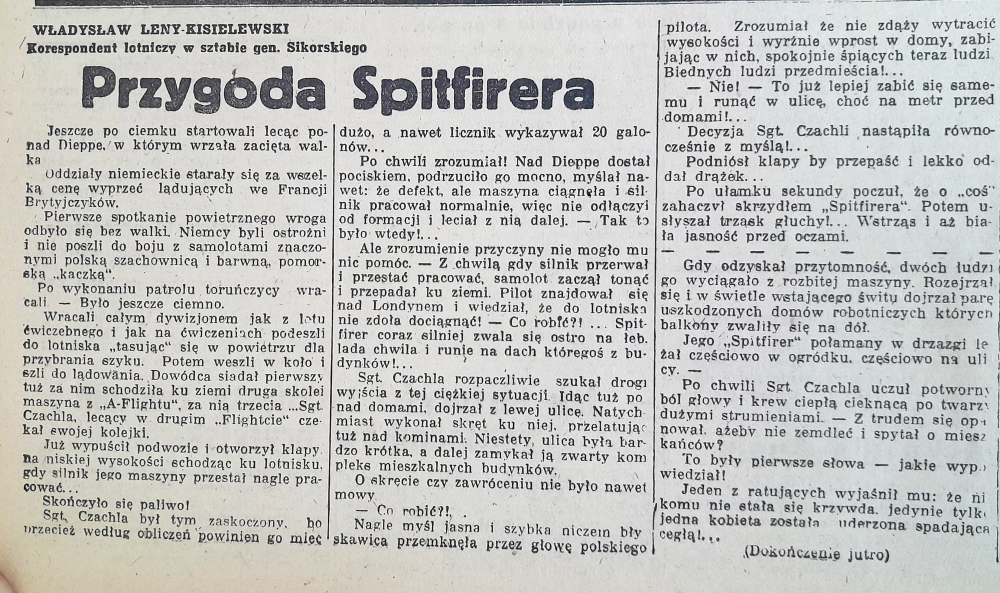 WŁADYSŁAW LENY-KISIELEWSKI
Korespondent lotniczy w sztabie gen. Sikorskiego
Przygoda Spitfirera
Jeszcze po ciemku startowali lecąc po-
nad Dieppe, w którym wrzała zacięta wal-
ka
Oddziały niemieckie starały się za wszel-
ką cenę wyprzeć lądujących we Francji
Brytyjczyków.
Pierwsze spotkanie powietrznego wroga
odbyło się bez walki. Niemcy byli ostrożni
i nie poszli do boju z samolotami znaczo-
nymi polską szachownicą i barwną, pomor-
ską „kaczką“.
Po wykonaniu patrolu toruńczycy wra-
cali. — Było jeszcze ciemno.
Wracali całym dywizjonem jak z lotu
ćwiczebnego i jak na ćwiczeniach podeszli
do lotniska „tasując“ się w powietrzu dla
przybrania szyku. Potem weszli w koło i
szli do lądowania. Dowódca siadał pierwszy
tuż za nim schodziła ku ziemi druga skolei
maszyna z „A-Flightu“, za nią trzecia ...Sgt.
Czachla, lecący w drugim „Flightcie“ cze-
kał swojej kolejki.
Już wypuścił podwozie i otworzył klapy.
na niskiej wysokości schodząc ku lotnisku,
gdy silnik jego maszyny przestał nagle pra-
cować...
Skończyło się paliwo!
Sgt. Czachla był tym zaskoczony, bo
przecież według obliczeń powinien go mieć
dużo, a nawet licznik wykazywał 20 galo-
nów...
Po chwili zrozumiał! Nad Dieppe dostał
pociskiem, podrzuciło go mocno, myślał na-
wet: że defekt, ale maszyna ciągnęła i sil-
nik pracował normalnie, więc nie odłączył
od formacji i leciał z nią dalej. — Tak to
było wtedy!...
Ale zrozumienie przyczyny nie mogło mu
nic pomóc. — Z chwilą gdy silnik przerwał
i przestać pracować, samolot zaczął tonąć
i przepadał ku ziemi. Pilot znajdował się
nad Londynem i wiedział, że do lotniska
nie zdoła dociągnąć! — Co robić?! ... Spit-
firer coraz silniej zwala się ostro na łeb.
lada chwila i runie na dach któregoś z bu-
dynków!...
Sgt. Czachla rozpaczliwie szukał drogi
wyjścia z tej ciężkiej sytuacji. Idąc tuż po
nad domami, dojrzał z lewej ulicę. Natych-
miast wykonał skręt ku niej, przelatując
tuż nad kominami. Niestety, ulica była bar-
dzo krótka, a dalej zamykał ją zwarty kom
pleks mieszkalnych budynków.
O skręcie czy zawróceniu nie było nawet
mowy.
— Co robić?!, .
Nagle myśl jasna i szybka niczem bły
skawica przemknęła przez głowę polskiego
pilota. Zrozumiał że nie zdąży wytracić
wysokości i wyrżnie wprost w domy, zabi-
jając w nich, spokojnie śpiących teraz ludzi.
Biednych ludzi przedmieścia!...
— Nie! — To już lepiej zabić się same-
mu i runąć w ulicę, choć na metr przed
domami!...
Decyzja Sgt. Czachli nastąpiła równo-
cześnie z myślą!...
Podniósł klapy by przepaść i lekko od-
dał drążek.
Po ułamku sekundy poczuł, że o „coś“
zahaczył skrzydłem „Spitfirera“. Potem u-
słyszał trzask głuchy!... Wstrząs i aż bia-
ła jasność przed oczami.
— — — — — — — — —
Gdy odzyskał przytomność, dwóch ludzi
go wyciągało z rozbitej maszyny. Rozejrzał
się i w świetle wstającego świtu dojrzał parę
uszkodzonych domów robotniczych których
balkony zwaliły się na dół.
Jego „Spitfirer“ połamany w drzazgi le
żał częściowo w ogródku, częściowo na uli
cy. —
Po chwili Sgt. Czachla uczuł potworny
ból głowy i krew ciepłą cieknącą po twarzy
dużymi strumieniami. — Z trudem się opa
nował, ażeby nie zemdleć i spytał o miesz
kańców?
To były pierwsze słowa — jakie wypo
wiedział!
Jeden z ratujących wyjaśnił mu: że ni
komu nie stała się krzywda, jedynie tylko
jedna kobieta została uderzona spadającą
cegłą!...
(Dokończenie jutro)